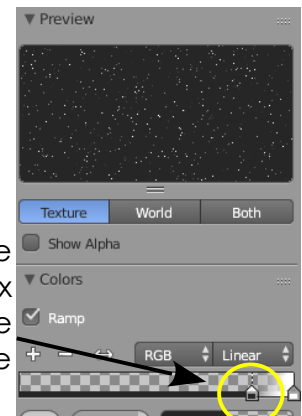 Preview
Texture World Both
Show Alpha
e
Colors
x
Ramp
e
RGB Linear
e